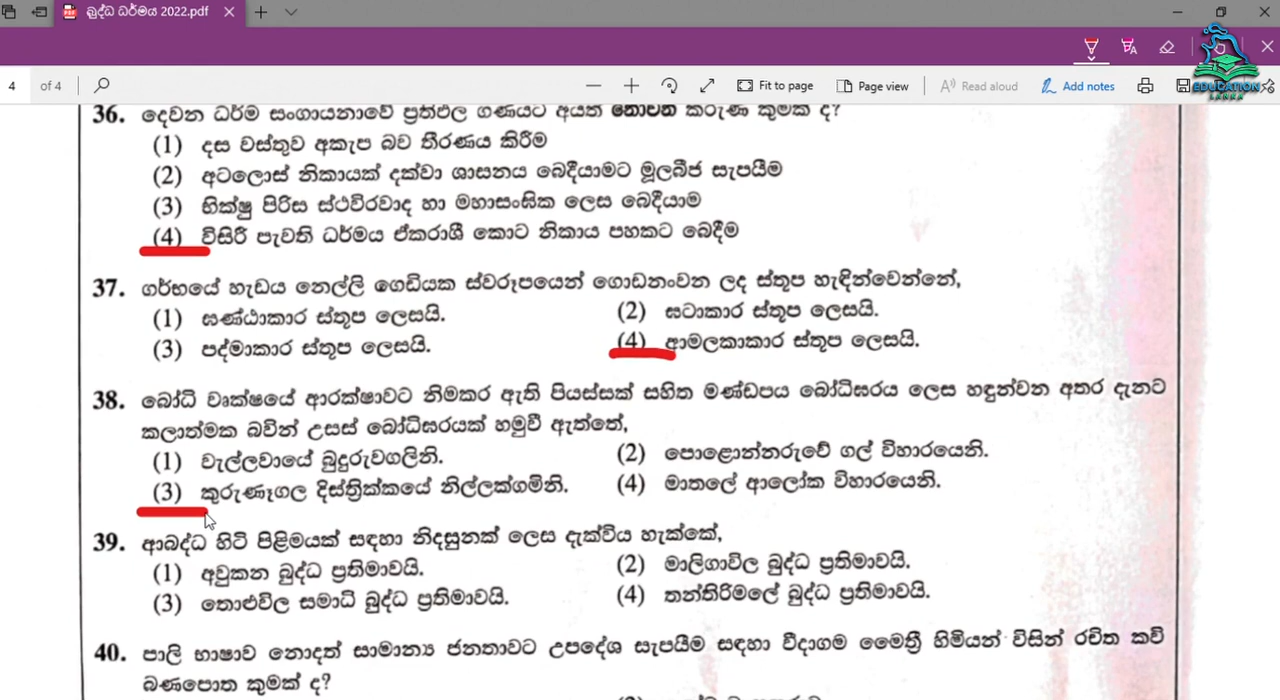 බුද්ධ ධර්මය 2022.pdf
4 of 4 Fit to page Page view Read aloud Add notes
EDUCATION
LANKA
36. දෙවන ධර්ම සංගායනාවේ ප්‍රතිඵල ගණයට අයත් නොවන කරුණ කුමක් ද?
(1) දස වස්තුව අකැප බව තීරණය කිරීම
(2) අටලොස් නිකායක් දක්වා ශාසනය බෙදීයාමට මූලබීජ සැපයීම
(3) භික්ෂු පිරිස ස්ථවිරවාද හා මහාසංඝික ලෙස බෙදීයාම
(4) විසිරී පැවති ධර්මය ඒකරාශී කොට නිකාය පහකට බෙදීම
37. ගර්භයේ හැඩය නෙල්ලි ගෙඩියක ස්වරූපයෙන් ගොඩනංවන ලද ස්තූප හැඳින්වෙන්නේ,
(1) ඝණ්ඨාකාර ස්තූප ලෙසයි. (2) ඝටාකාර ස්තූප ලෙසයි.
(3) පද්මාකාර ස්තූප ලෙසයි. (4) ආමලකාකාර ස්තූප ලෙසයි.
38. බෝධි වෘක්ෂයේ ආරක්ෂාවට නිමකර ඇති පියස්සක් සහිත මණ්ඩපය බෝධිඝරය ලෙස හඳුන්වන අතර දැනට
කලාත්මක බවින් උසස් බෝධිඝරයක් හමුවී ඇත්තේ,
(1) වැල්ලවායේ බුදුරුවගලිනි. (2) පොළොන්නරුවේ ගල් විහාරයෙනි.
(3) කුරුණෑගල දිස්ත්‍රික්කයේ නිල්ලක්ගමිනි. (4) මාතලේ ආලෝක විහාරයෙනි.
39. ආබද්ධ හිටි පිළිමයක් සඳහා නිදසුනක් ලෙස දැක්විය හැක්කේ,
(1) අවුකන බුද්ධ ප්‍රතිමාවයි. (2) මාලිගාවිල බුද්ධ ප්‍රතිමාවයි.
(3) තොළුවිල සමාධි බුද්ධ ප්‍රතිමාවයි. (4) තන්තිරිමලේ බුද්ධ ප්‍රතිමාවයි.
40. පාලි භාෂාව නොදත් සාමාන්‍ය ජනතාවට උපදේශ සැපයීම සඳහා වීදාගම මෛත්‍රී හිමියන් විසින් රචිත කවි
බණපොත කුමක් ද?